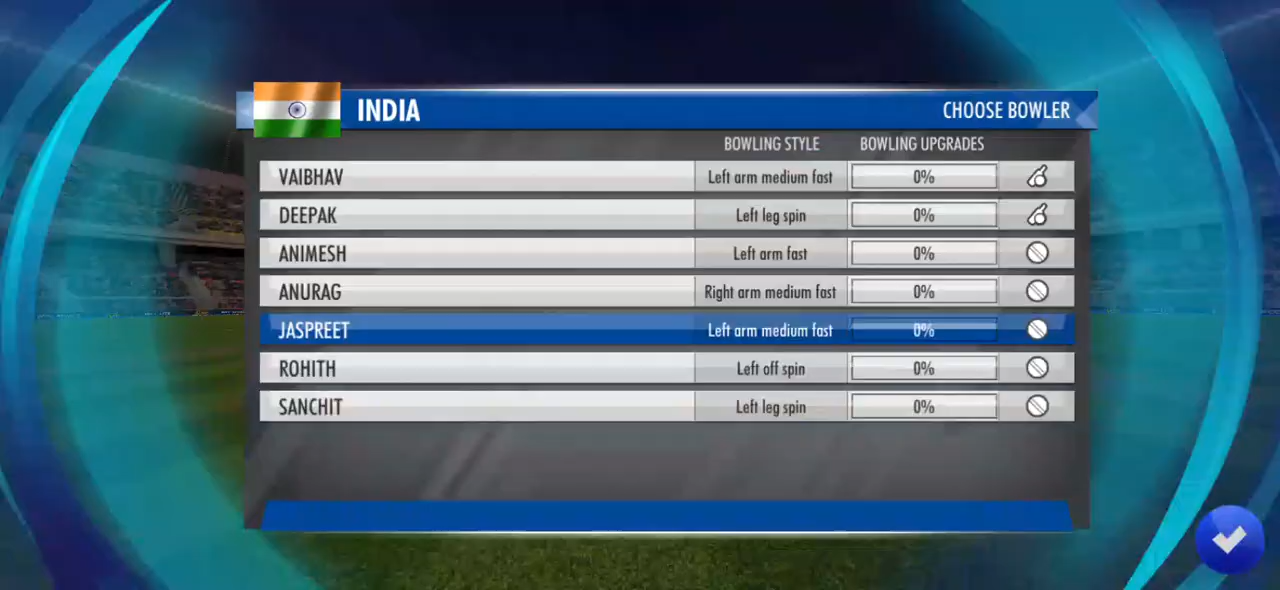 INDIA CHOOSE BOWLER
BOWLING STYLE BOWLING UPGRADES
VAIBHAV Left arm medium fast 0%
DEEPAK Left leg spin 0%
ANIMESH Left arm fast 0%
ANURAG Right arm medium fast 0%
JASPREET Left arm medium fast 0%
ROHITH Left off spin 0%
SANCHIT Left leg spin 0%